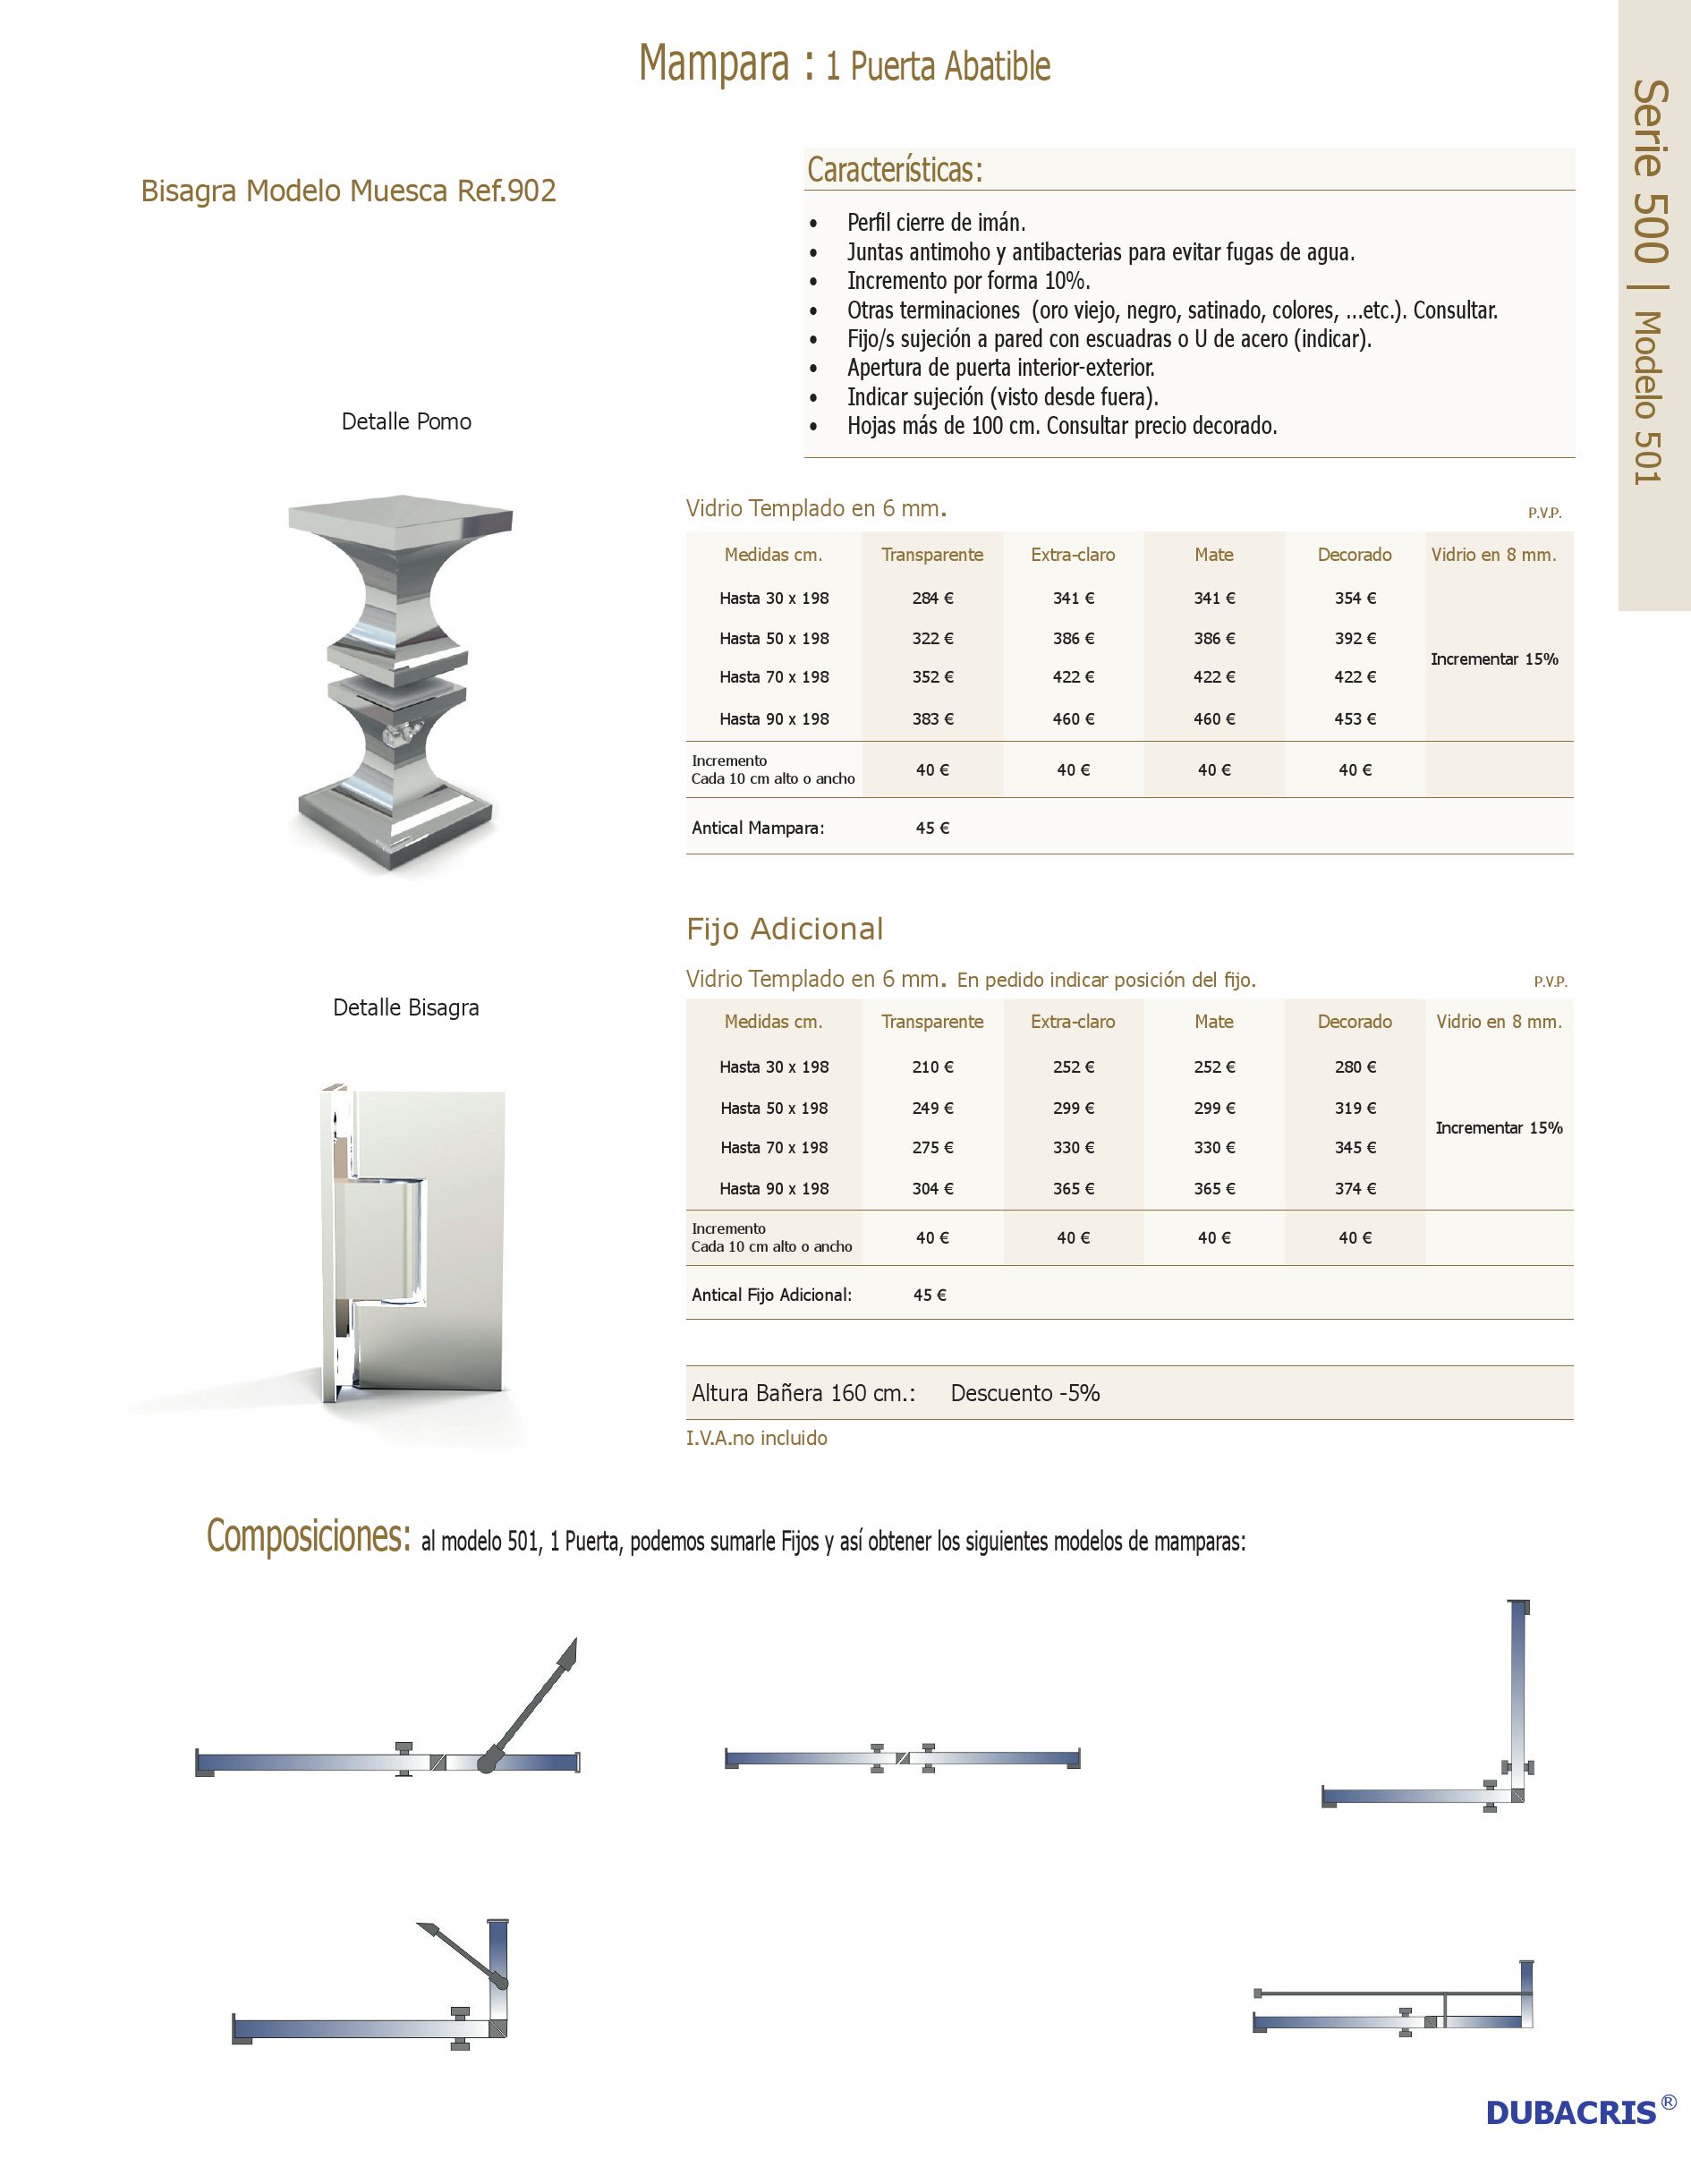 Mampara : 1 Puerta Abatible
Serie 500 | Modelo 501
Bisagra Modelo Muesca Ref.902
Características:
• Perfil cierre de imán.
• Juntas antimoho y antibacterias para evitar fugas de agua.
• Incremento por forma 10%.
• Otras terminaciones (oro viejo, negro, satinado, colores, ...etc.). Consultar.
• Fijo/s sujeción a pared con escuadras o U de acero (indicar).
• Apertura de puerta interior-exterior.
• Indicar sujeción (visto desde fuera).
• Hojas más de 100 cm. Consultar precio decorado.
Detalle Pomo
Vidrio Templado en 6 mm. P.V.P.
Medidas cm. Transparente Extra-claro Mate Decorado Vidrio en 8 mm.
Hasta 30 x 198 284 € 341 € 341 € 354 €
Hasta 50 x 198 322 € 386 € 386 € 392 €
Incrementar 15%
Hasta 70 x 198 352 € 422 € 422 € 422 €
Hasta 90 x 198 383 € 460 € 460 € 453 €
Incremento
Cada 10 cm alto o ancho 40 € 40 € 40 € 40 €
Antical Mampara: 45 €
Fijo Adicional
Vidrio Templado en 6 mm. En pedido indicar posición del fijo. P.V.P.
Detalle Bisagra
Medidas cm. Transparente Extra-claro Mate Decorado Vidrio en 8 mm.
Hasta 30 x 198 210 € 252 € 252 € 280 €
Hasta 50 x 198 249 € 299 € 299 € 319 €
Incrementar 15%
Hasta 70 x 198 275 € 330 € 330 € 345 €
Hasta 90 x 198 304 € 365 € 365 € 374 €
Incremento
Cada 10 cm alto o ancho 40 € 40 € 40 € 40 €
Antical Fijo Adicional: 45 €
Altura Bañera 160 cm.: Descuento -5%
I.V.A.no incluido
Composiciones: al modelo 501, 1 Puerta, podemos sumarle Fijos y así obtener los siguientes modelos de mamparas:
DUBACRIS®